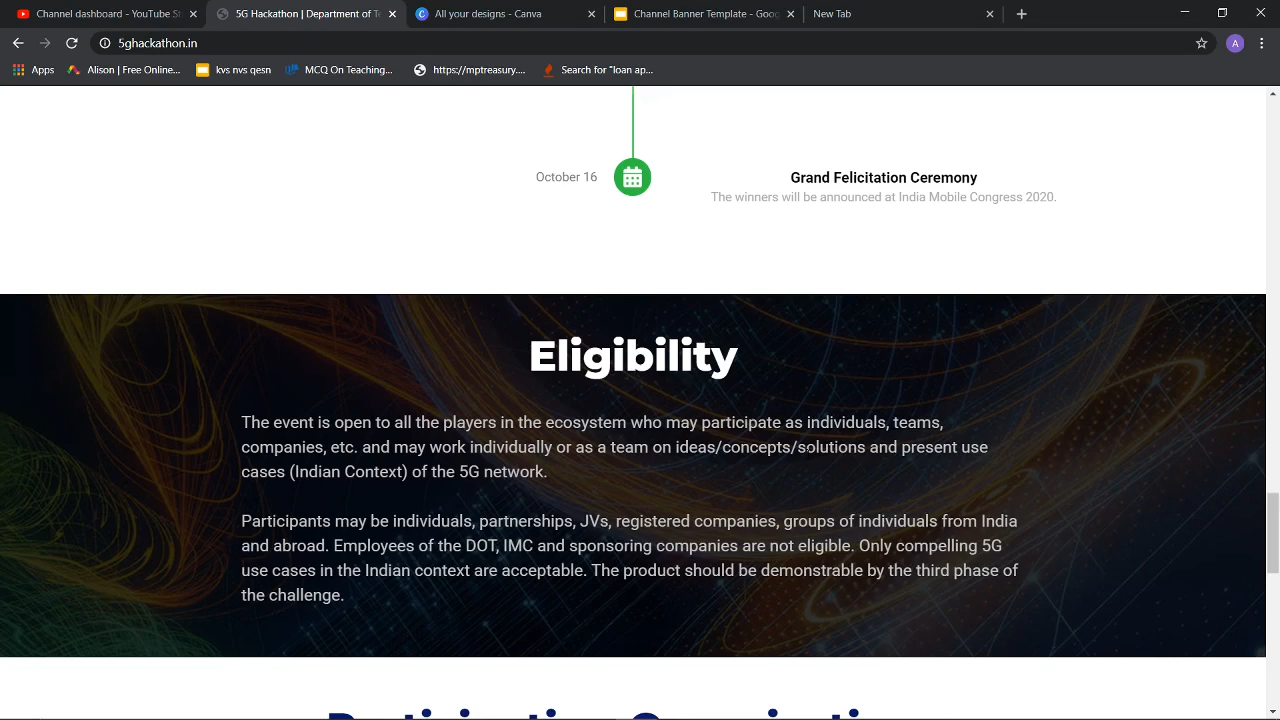 Channel dashboard - YouTube St
5G Hackathon | Department of Te
All your designs - Canva
Channel Banner Template - Goog
New Tab
5ghackathon.in
A
Apps
Alison | Free Online...
kvs nvs qesn
MCQ On Teaching...
https://mptreasury....
Search for "loan ap...
October 16
Grand Felicitation Ceremony
The winners will be announced at India Mobile Congress 2020.
Eligibility
The event is open to all the players in the ecosystem who may participate as individuals, teams,
companies, etc. and may work individually or as a team on ideas/concepts/solutions and present use
cases (Indian Context) of the 5G network.
Participants may be individuals, partnerships, JVs, registered companies, groups of individuals from India
and abroad. Employees of the DOT, IMC and sponsoring companies are not eligible. Only compelling 5G
use cases in the Indian context are acceptable. The product should be demonstrable by the third phase of
the challenge.